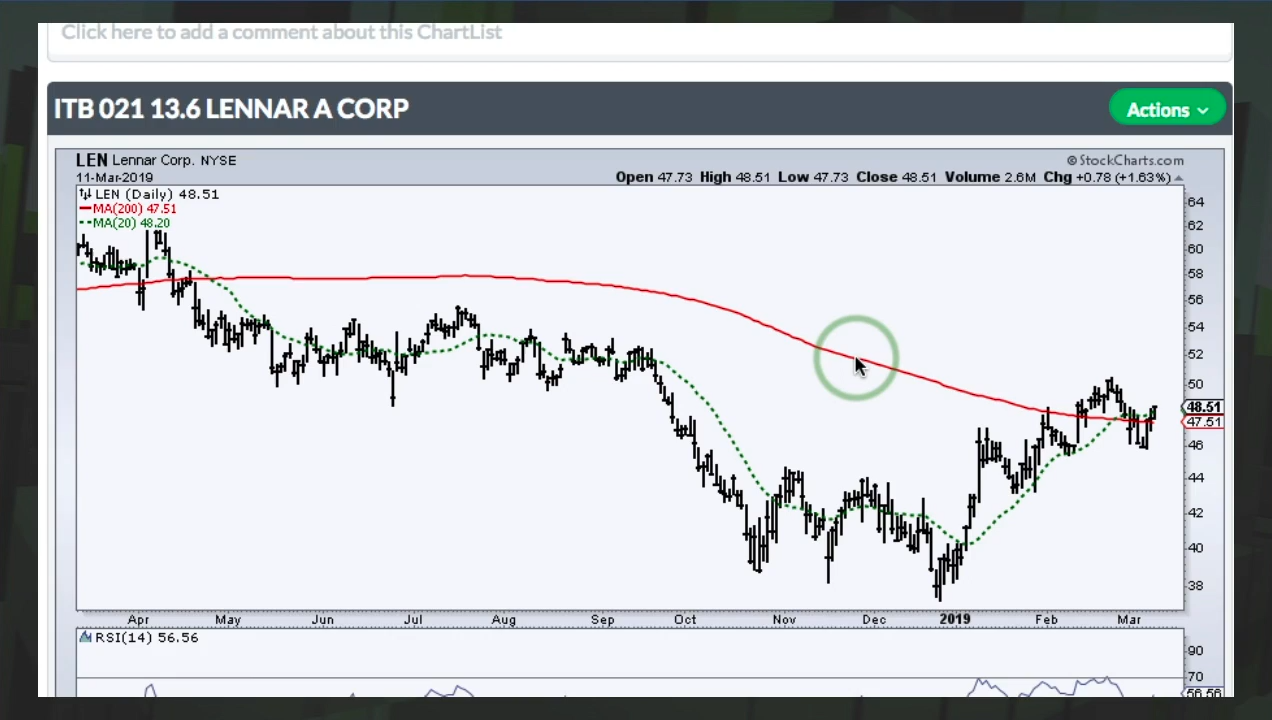 Click here to add a comment about this ChartList
ITB 021 13.6 LENNAR A CORP
Actions
LEN Lennar Corp. NYSE
© StockCharts.com
11-Mar-2019
Open 47.73 High 48.51 Low 47.73 Close 48.51 Volume 2.6M Chg +0.78 (+1.63%)
LEN (Daily) 48.51
MA(200) 47.51
MA(20) 48.20
64
62
60
58
56
54
52
50
48.51
47.51
46
44
42
40
38
Apr May Jun Jul Aug Sep Oct Nov Dec 2019 Feb Mar
RSI(14) 56.56
90
70
56.56